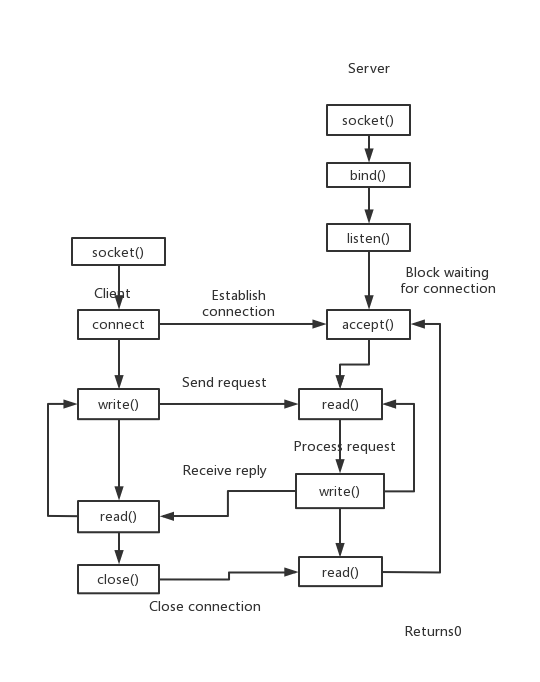 Server
socket()
bind()
listen()
socket()
Block waiting
for connection
Client
Establish
connection
connect
accept()
Send request
write()
read()
Process request
Receive reply
write()
read()
close()
read()
Close connection
Returns0